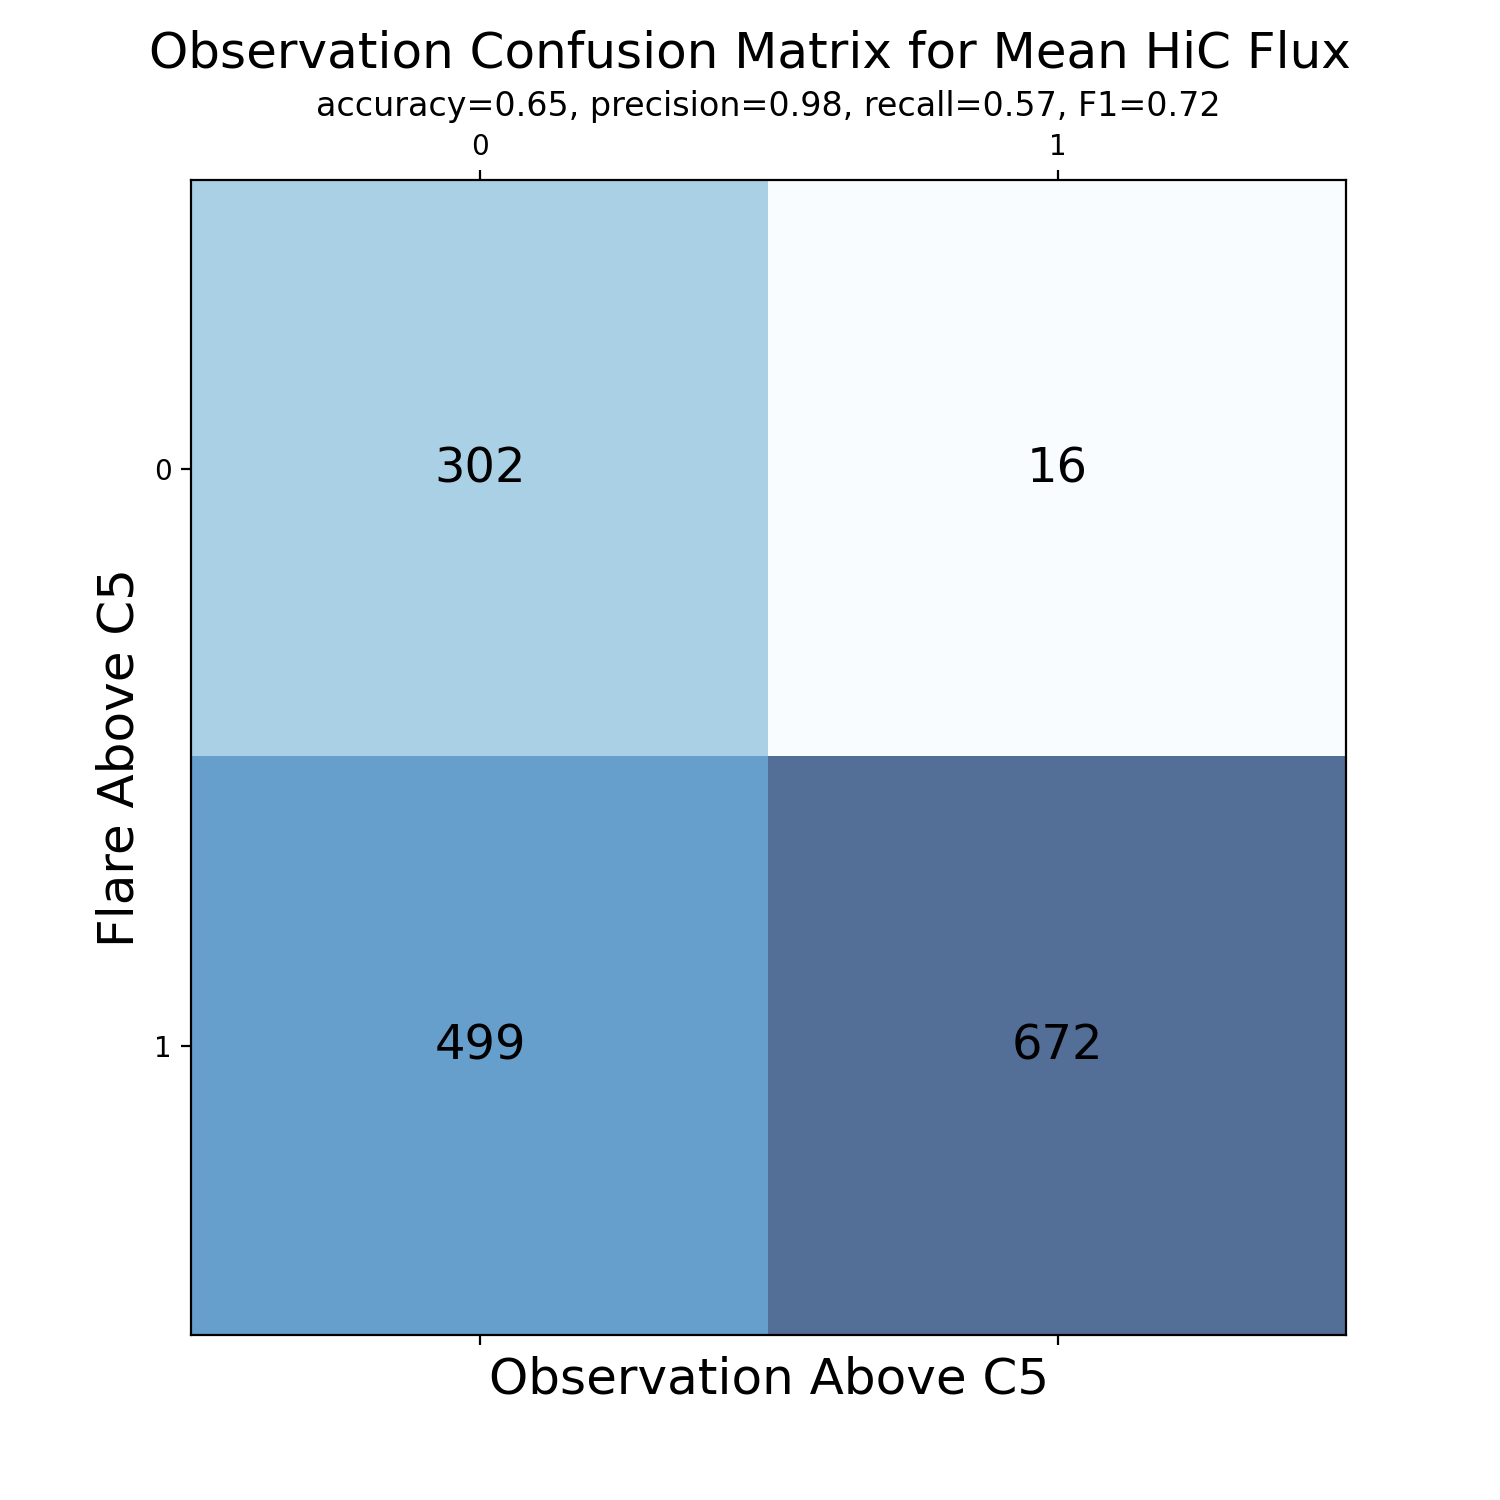 Observation Confusion Matrix for Mean HiC Flux
accuracy=0.65, precision=0.98, recall=0.57, F1=0.72
0 1
0 302 16
Flare Above C5
1 499 672
Observation Above C5